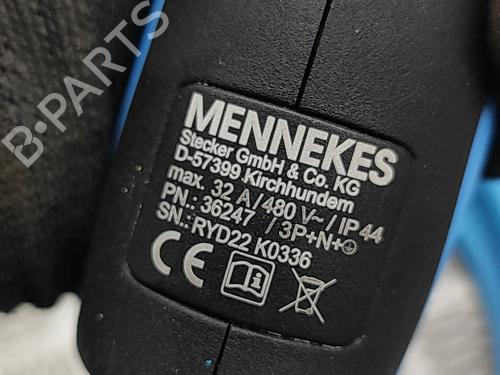 B-PARTS
MENNEKES
Stecker GmbH & Co. KG
D-57399 Kirchhundem
max. 32 A / 480 V~ / IP 44
PN.: 36247 / 3P+N+⏚
SN.: RYD22 K0336
CE